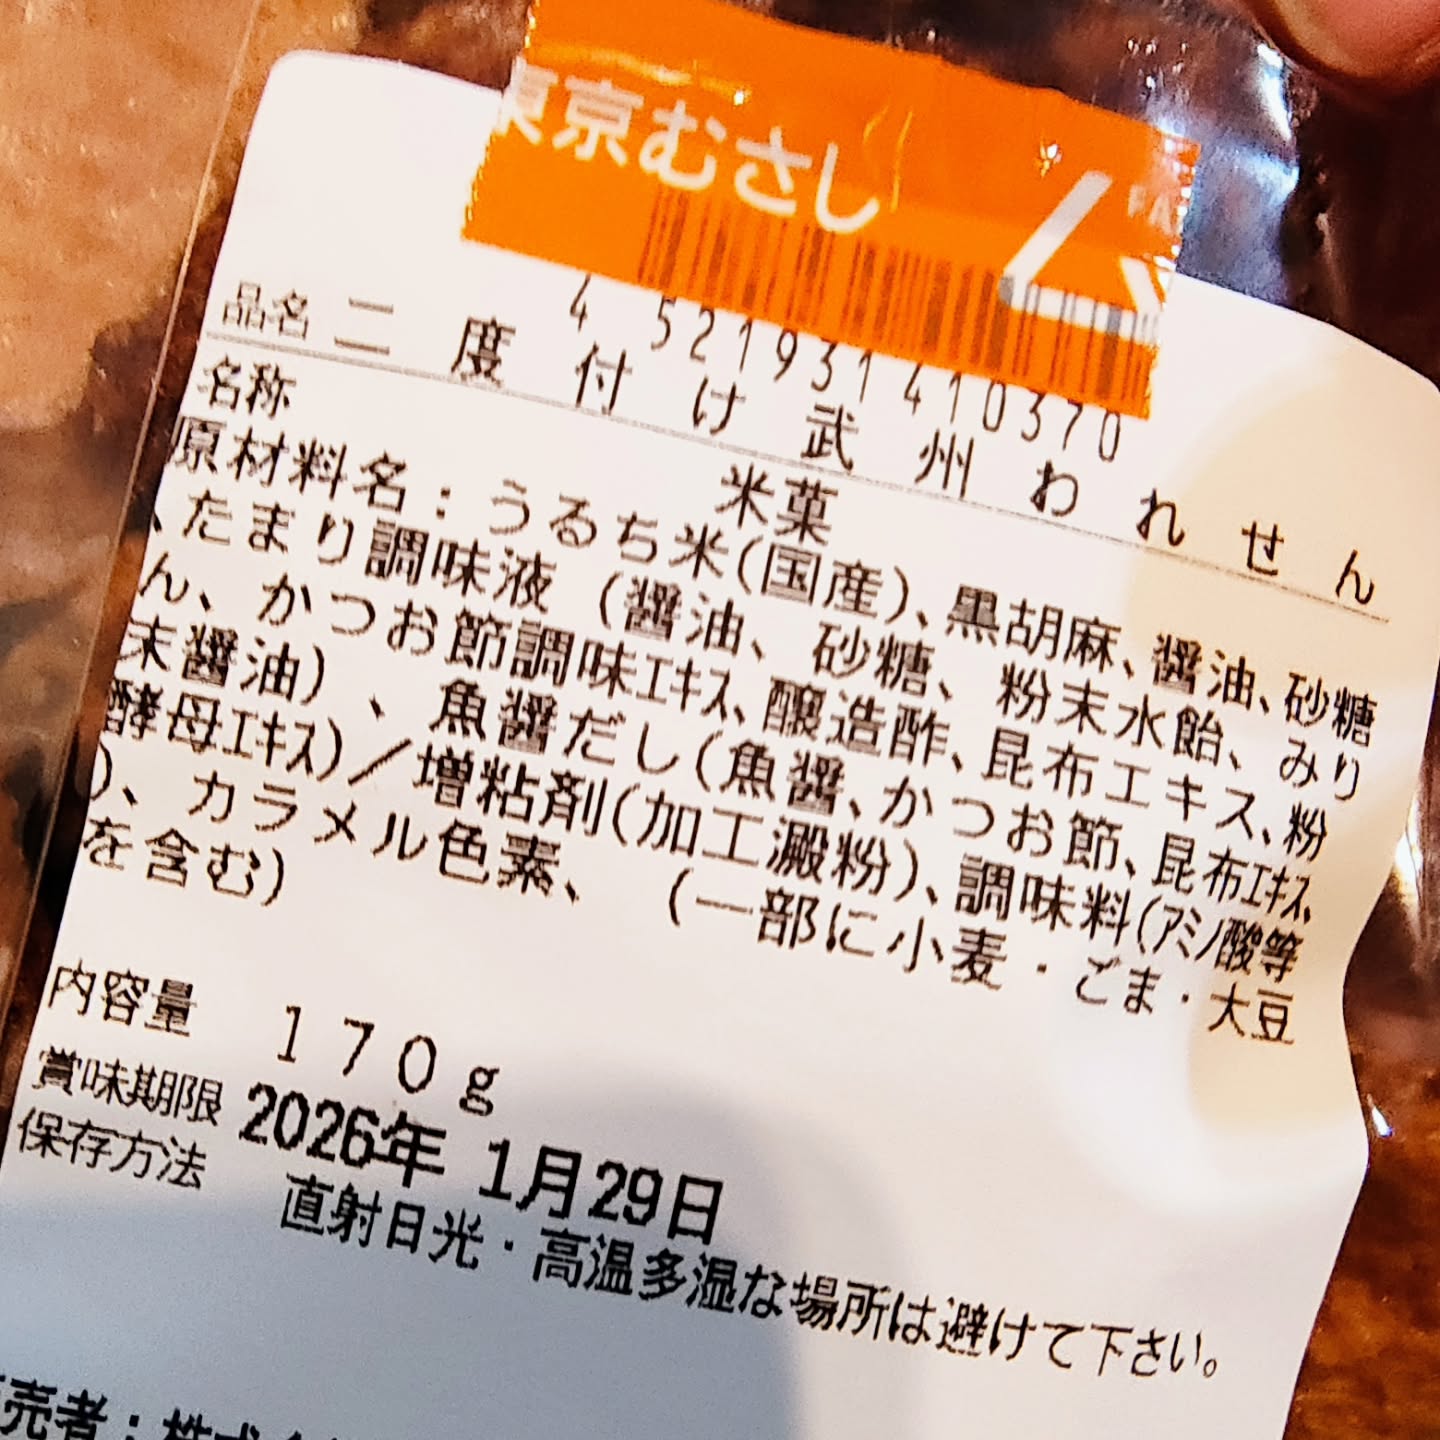 東京むさし
4 521931 410370
品名 二度付け武州われせん
名称 米菓
原材料名：うるち米(国産)、黒胡麻、醤油、砂糖
、たまり調味液（醤油、砂糖、粉末水飴、みり
ん、かつお節調味エキス、醸造酢、昆布エキス、粉
末醤油）、魚醤だし(魚醤、かつお節、昆布エキス、
酵母エキス)／増粘剤(加工澱粉)、調味料(アミノ酸等
)、カラメル色素、（一部に小麦・ごま・大豆
を含む）
内容量 １７０ｇ
賞味期限 2026年 1月29日
保存方法 直射日光・高温多湿な場所は避けて下さい。
売者：株式